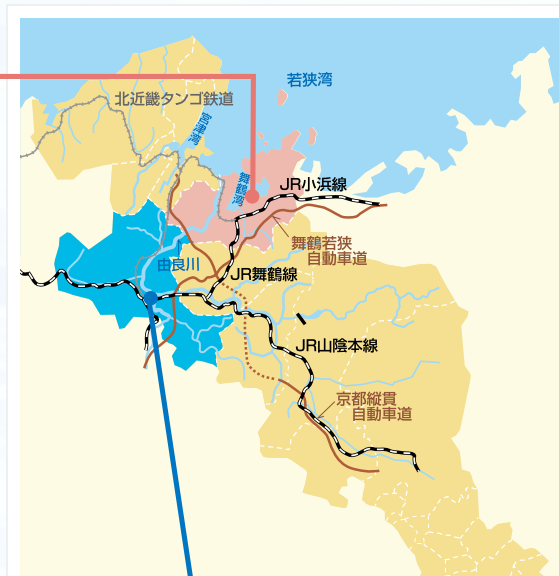 若狭湾
北近畿タンゴ鉄道
宮津湾
舞鶴湾
JR小浜線
舞鶴若狭
自動車道
由良川
JR舞鶴線
JR山陰本線
京都縦貫
自動車道